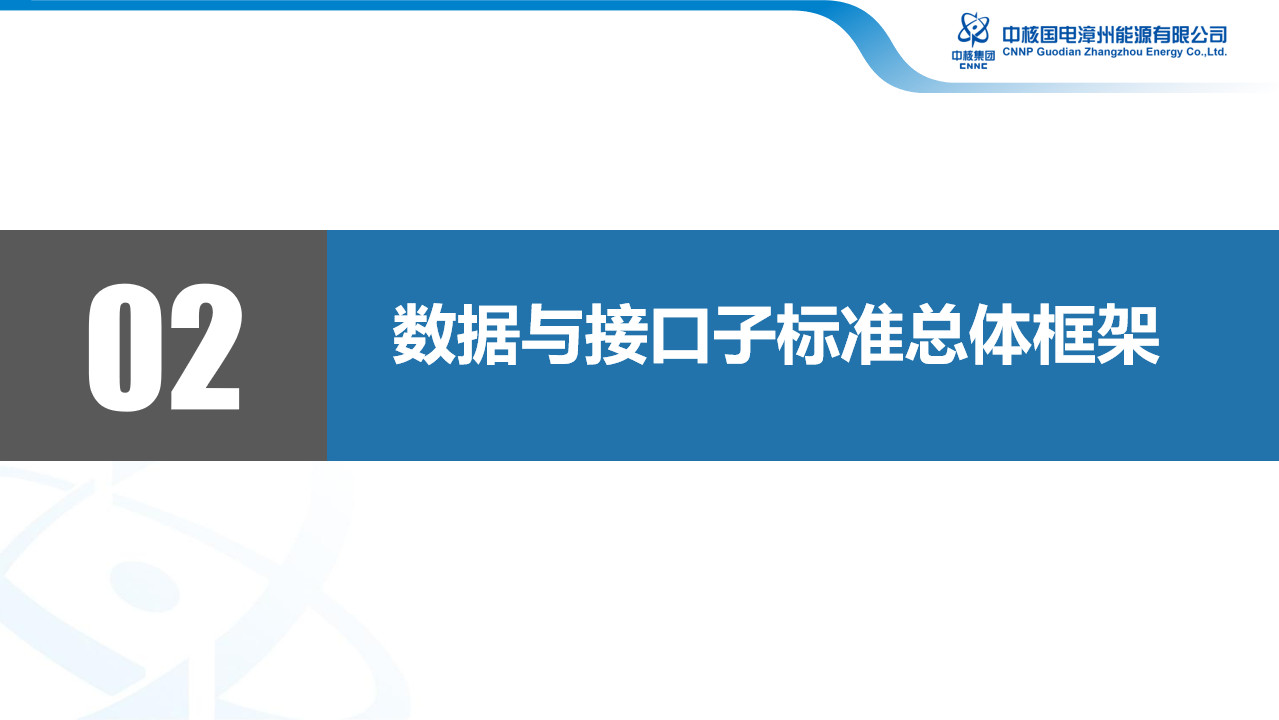 中核集团
CNNC
中核国电漳州能源有限公司
CNNP Guodian Zhangzhou Energy Co.,Ltd.
02
数据与接口子标准总体框架